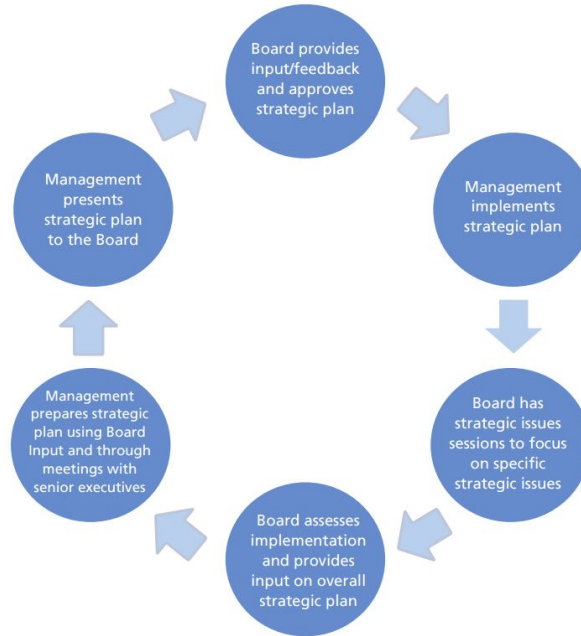 Board provides
input/feedback
and approves
strategic plan
Management
implements
strategic plan
Board has
strategic issues
sessions to focus
on specific
strategic issues
Board assesses
implementation
and provides
input on overall
strategic plan
Management
prepares strategic
plan using Board
Input and through
meetings with
senior executives
Management
presents
strategic plan
to the Board